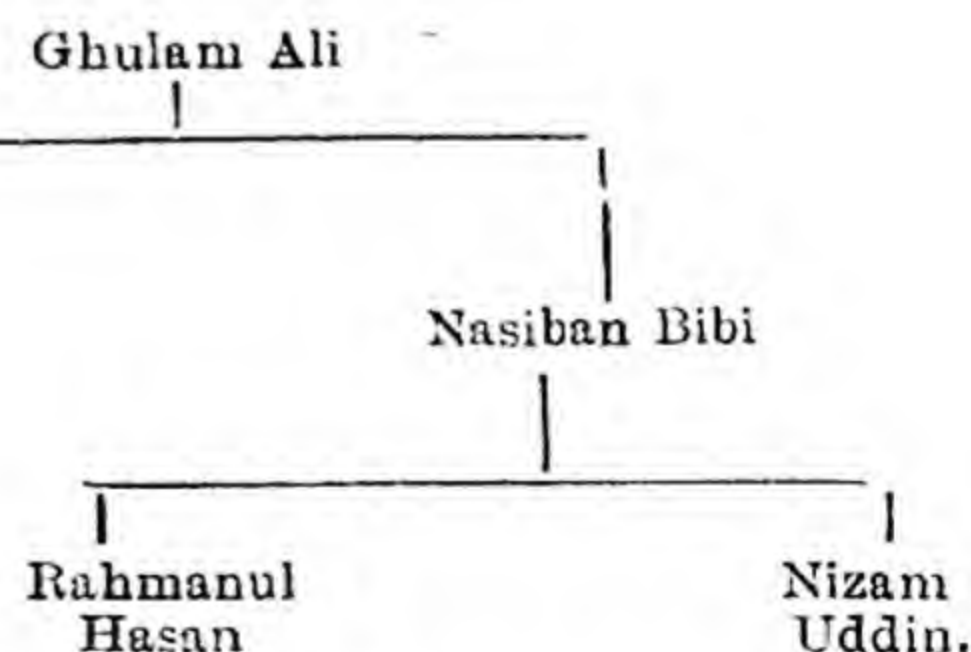 Ghulam Ali
Nasiban Bibi
Rahmanul
Hasan
Nizam
Uddin.